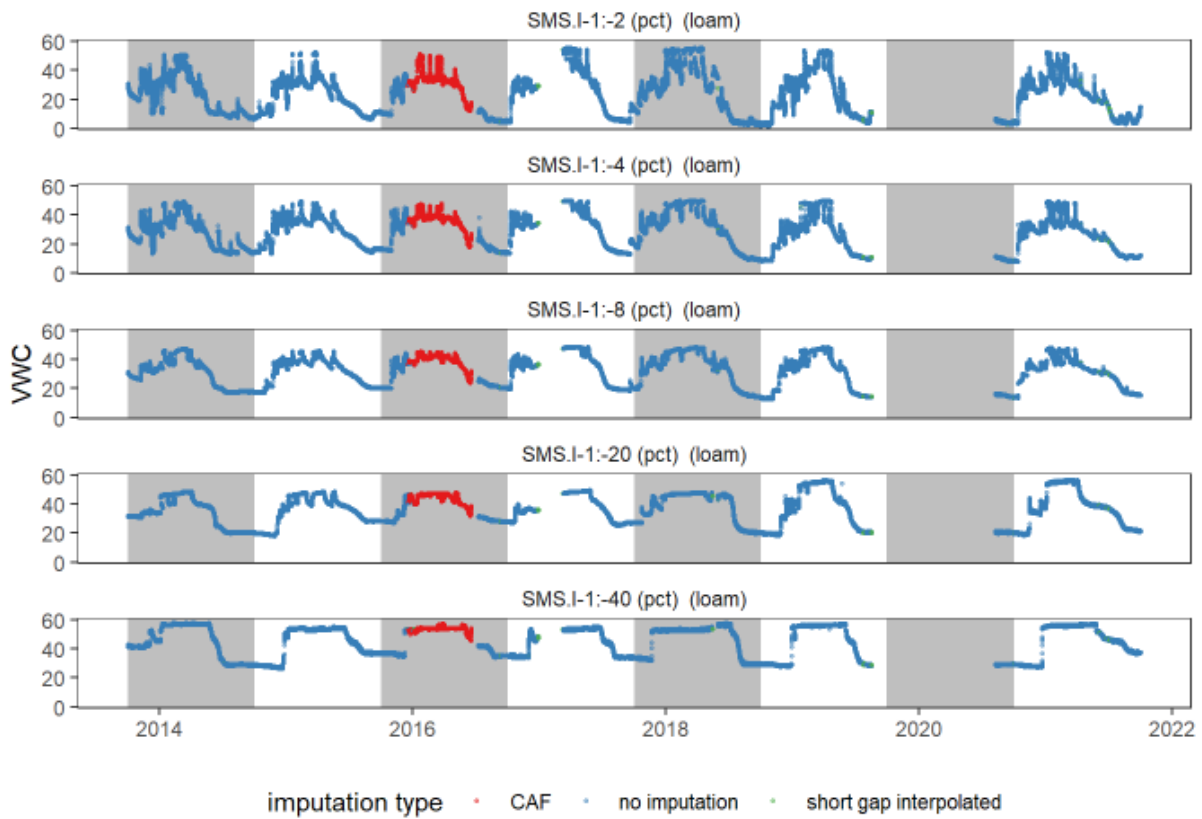 SMS.I-1:-2 (pct) (loam)
60
40
20
0
SMS.I-1:-4 (pct) (loam)
60
40
20
0
SMS.I-1:-8 (pct) (loam)
60
40
20
0
VWC
SMS.I-1:-20 (pct) (loam)
60
40
20
0
SMS.I-1:-40 (pct) (loam)
60
40
20
0
2014 2016 2018 2020 2022
imputation type CAF no imputation short gap interpolated